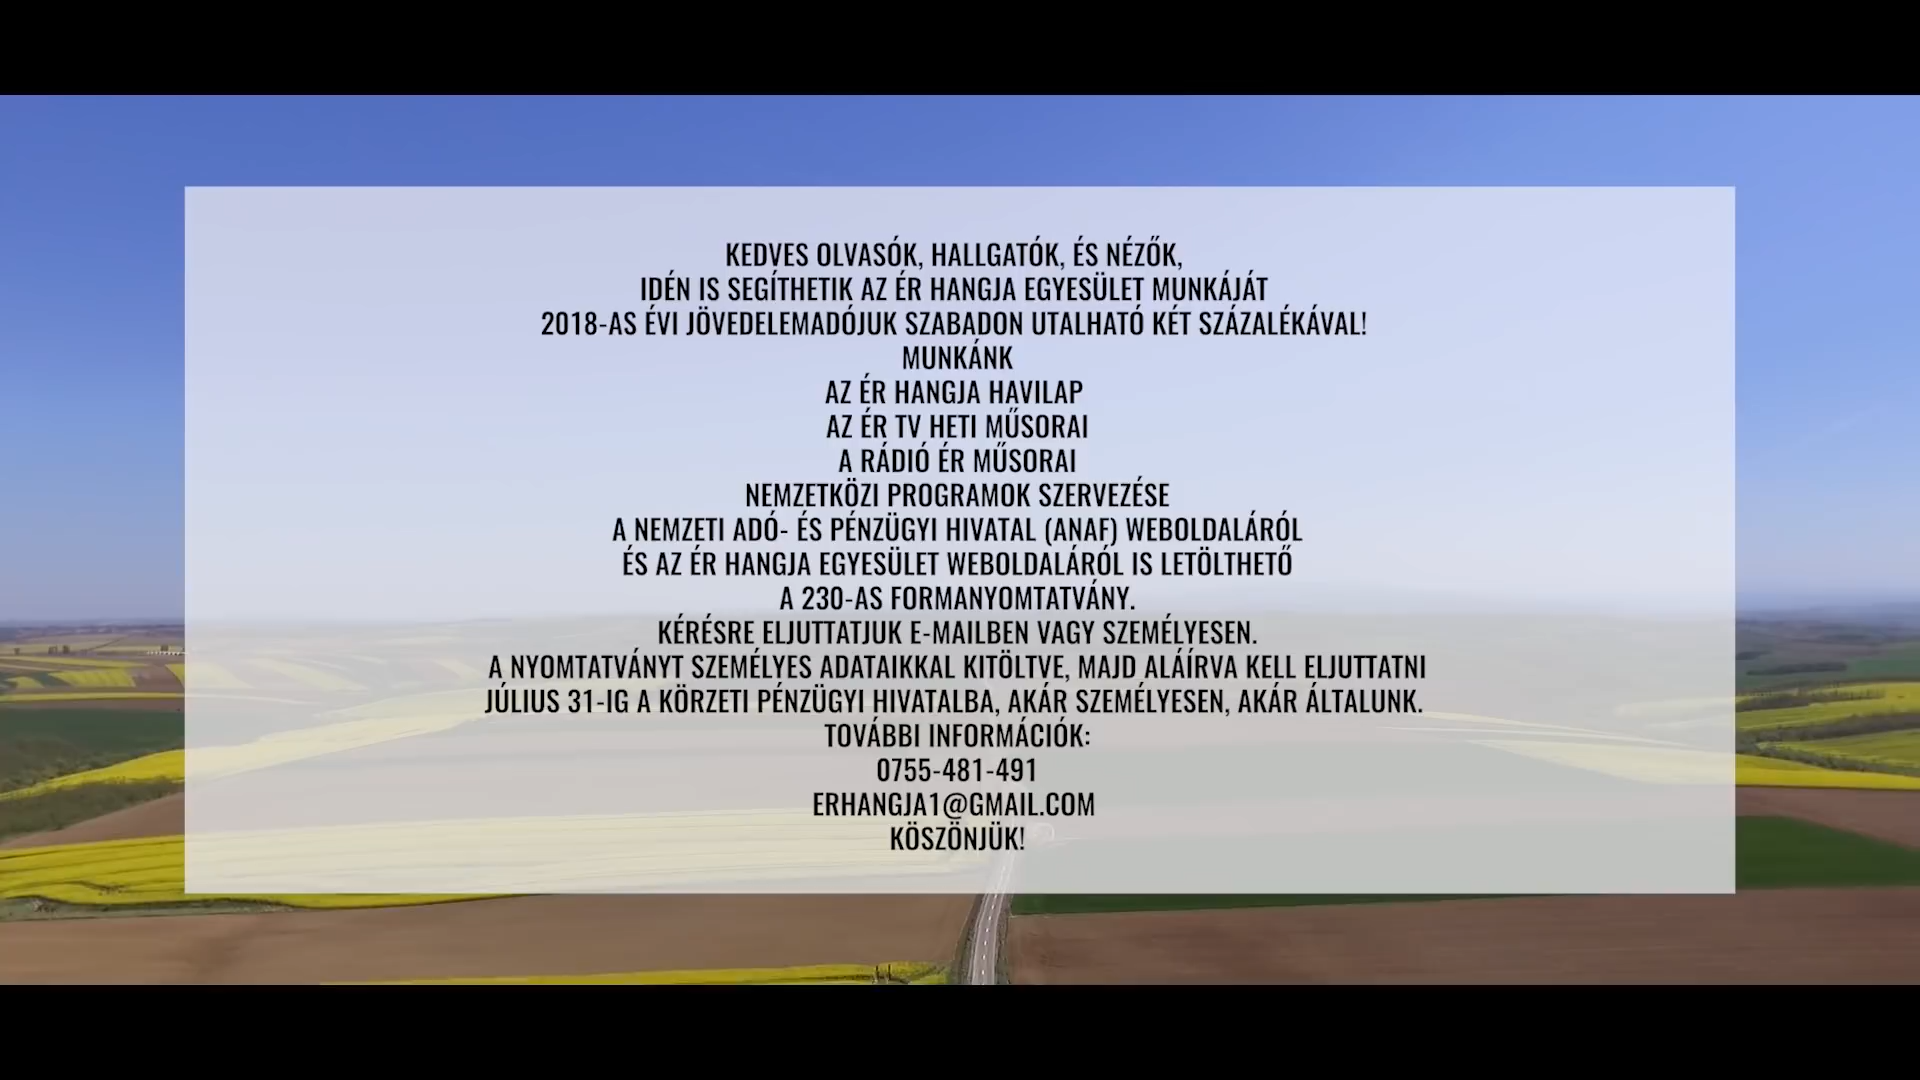 KEDVES OLVASÓK, HALLGATÓK, ÉS NÉZŐK,
IDÉN IS SEGÍTHETIK AZ ÉR HANGJA EGYESÜLET MUNKÁJÁT
2018-AS ÉVI JÖVEDELEMADÓJUK SZABADON UTALHATÓ KÉT SZÁZALÉKÁVAL!
MUNKÁNK
AZ ÉR HANGJA HAVILAP
AZ ÉR TV HETI MŰSORAI
A RÁDIÓ ÉR MŰSORAI
NEMZETKÖZI PROGRAMOK SZERVEZÉSE
A NEMZETI ADÓ- ÉS PÉNZÜGYI HIVATAL (ANAF) WEBOLDALÁRÓL
ÉS AZ ÉR HANGJA EGYESÜLET WEBOLDALÁRÓL IS LETÖLTHETŐ
A 230-AS FORMANYOMTATVÁNY.
KÉRÉSRE ELJUTTATJUK E-MAILBEN VAGY SZEMÉLYESEN.
A NYOMTATVÁNYT SZEMÉLYES ADATAIKKAL KITÖLTVE, MAJD ALÁÍRVA KELL ELJUTTATNI
JÚLIUS 31-IG A KÖRZETI PÉNZÜGYI HIVATALBA, AKÁR SZEMÉLYESEN, AKÁR ÁLTALUNK.
TOVÁBBI INFORMÁCIÓK:
0755-481-491
ERHANGJA1@GMAIL.COM
KÖSZÖNJÜK!